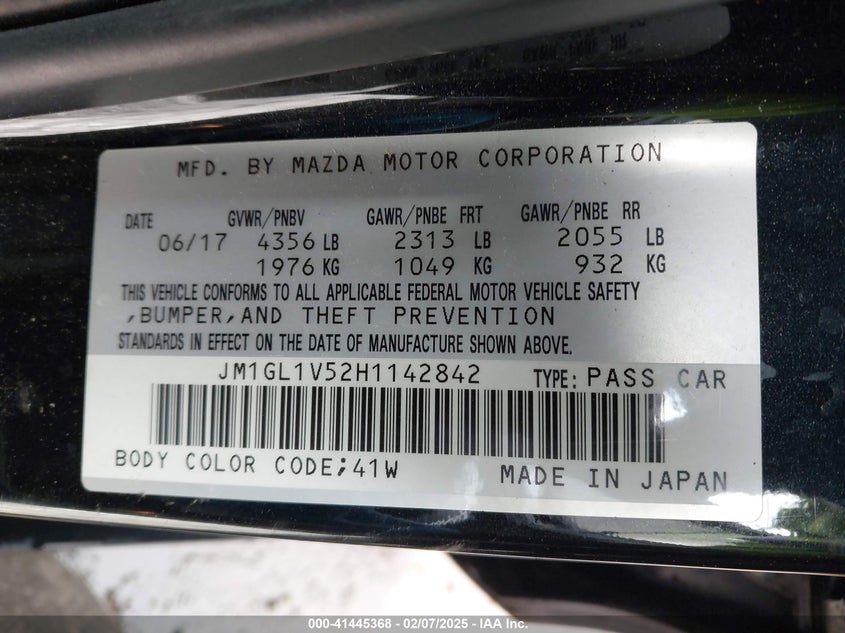 MFD. BY MAZDA MOTOR CORPORATION
DATE GVWR/PNBV GAWR/PNBE FRT GAWR/PNBE RR
06/17 4356 LB 2313 LB 2055 LB
1976 KG 1049 KG 932 KG
THIS VEHICLE CONFORMS TO ALL APPLICABLE FEDERAL MOTOR VEHICLE SAFETY
,BUMPER,AND THEFT PREVENTION
STANDARDS IN EFFECT ON THE DATE OF MANUFACTURE SHOWN ABOVE.
JM1GL1V52H1142842 TYPE: PASS CAR
BODY COLOR CODE;41W MADE IN JAPAN
000-41445368 - 02/07/2025 - IAA Inc.